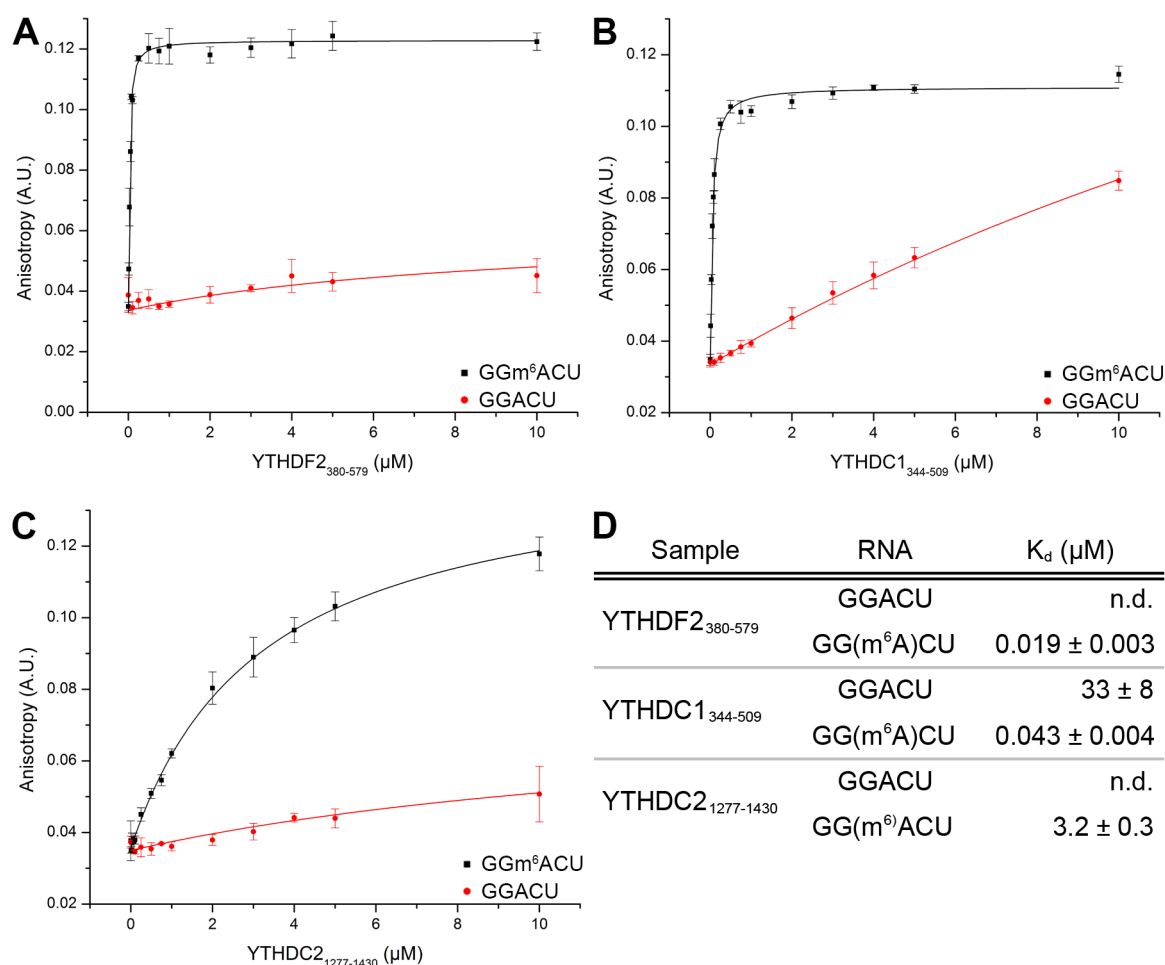 A
0.12
0.10
0.08
0.06
0.04
0.02
0.00
Anisotropy (A.U.)
GGm⁶ACU
GGACU
0 2 4 6 8 10
YTHDF2₃₈₀₋₅₇₉ (µM)
B
0.12
0.10
0.08
0.06
0.04
0.02
Anisotropy (A.U.)
GGm⁶ACU
GGACU
0 2 4 6 8 10
YTHDC1₃₄₄₋₅₀₉ (µM)
C
0.12
0.10
0.08
0.06
0.04
0.02
Anisotropy (A.U.)
GGm⁶ACU
GGACU
0 2 4 6 8 10
YTHDC2₁₂₇₇₋₁₄₃₀ (µM)
D
Sample RNA K_d (µM)
YTHDF2₃₈₀₋₅₇₉
GGACU n.d.
GG(m⁶A)CU 0.019 ± 0.003
YTHDC1₃₄₄₋₅₀₉
GGACU 33 ± 8
GG(m⁶A)CU 0.043 ± 0.004
YTHDC2₁₂₇₇₋₁₄₃₀
GGACU n.d.
GG(m⁶⁾ACU 3.2 ± 0.3